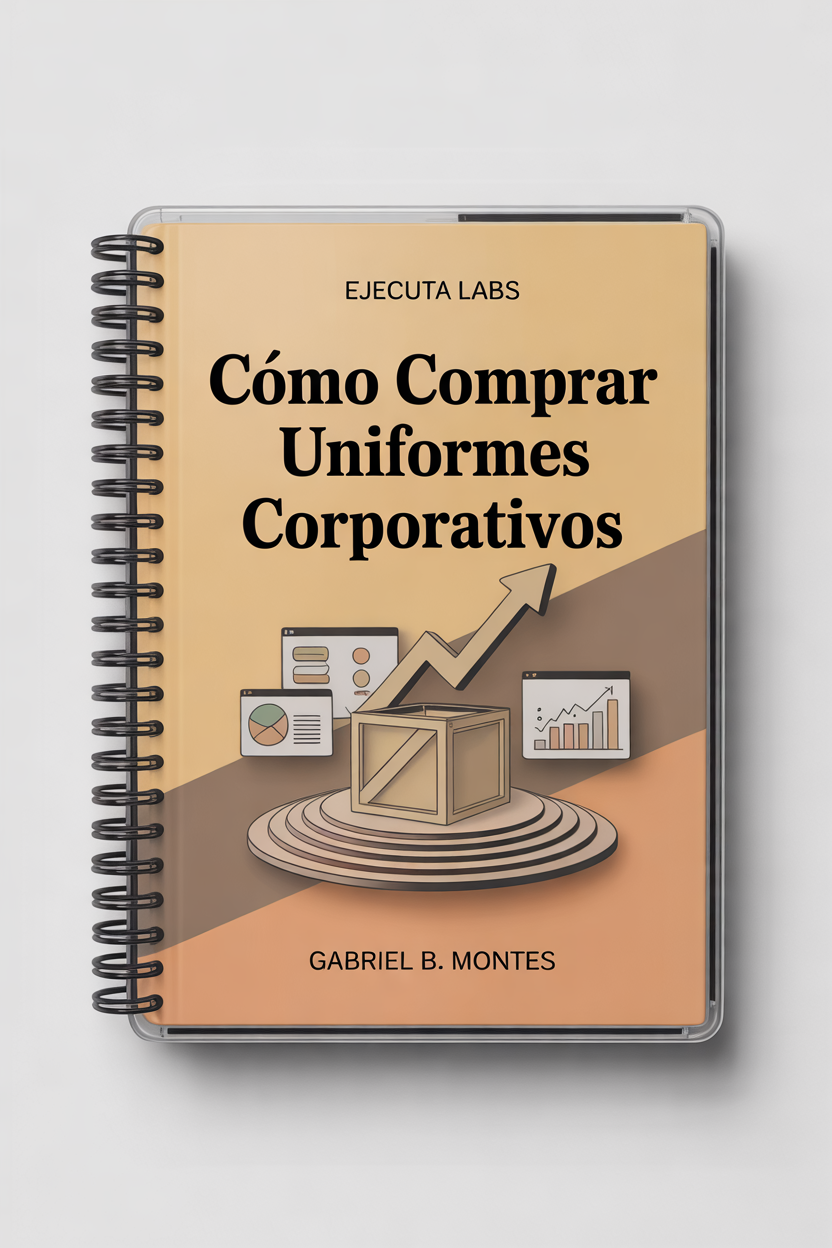 EJECUTA LABS
Cómo Comprar
Uniformes
Corporativos
GABRIEL B. MONTES